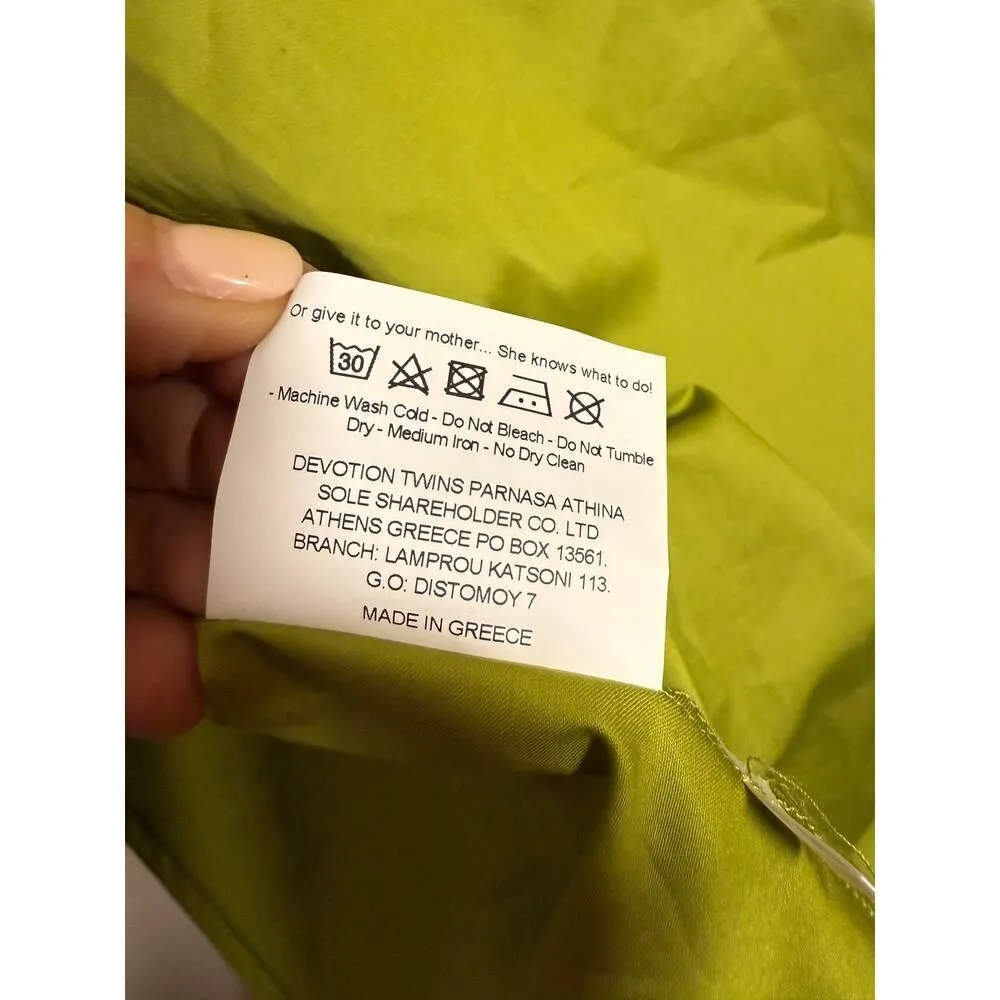 Or give it to your mother... She knows what to do!
30
- Machine Wash Cold - Do Not Bleach - Do Not Tumble
Dry - Medium Iron - No Dry Clean
DEVOTION TWINS PARNASA ATHINA
SOLE SHAREHOLDER CO. LTD
ATHENS GREECE PO BOX 13561.
BRANCH: LAMPROU KATSONI 113.
G.O: DISTOMOY 7
MADE IN GREECE